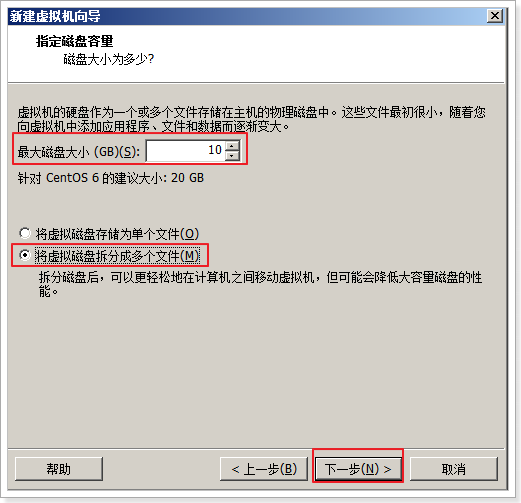 新建虚拟机向导
指定磁盘容量
磁盘大小为多少?
虚拟机的硬盘作为一个或多个文件存储在主机的物理磁盘中。这些文件最初很小，随着您
向虚拟机中添加应用程序、文件和数据而逐渐变大。
最大磁盘大小 (GB)(S): 10
针对 CentOS 6 的建议大小: 20 GB
将虚拟磁盘存储为单个文件(O)
将虚拟磁盘拆分成多个文件(M)
拆分磁盘后，可以更轻松地在计算机之间移动虚拟机，但可能会降低大容量磁盘的性
能。
帮助 < 上一步(B) 下一步(N) > 取消